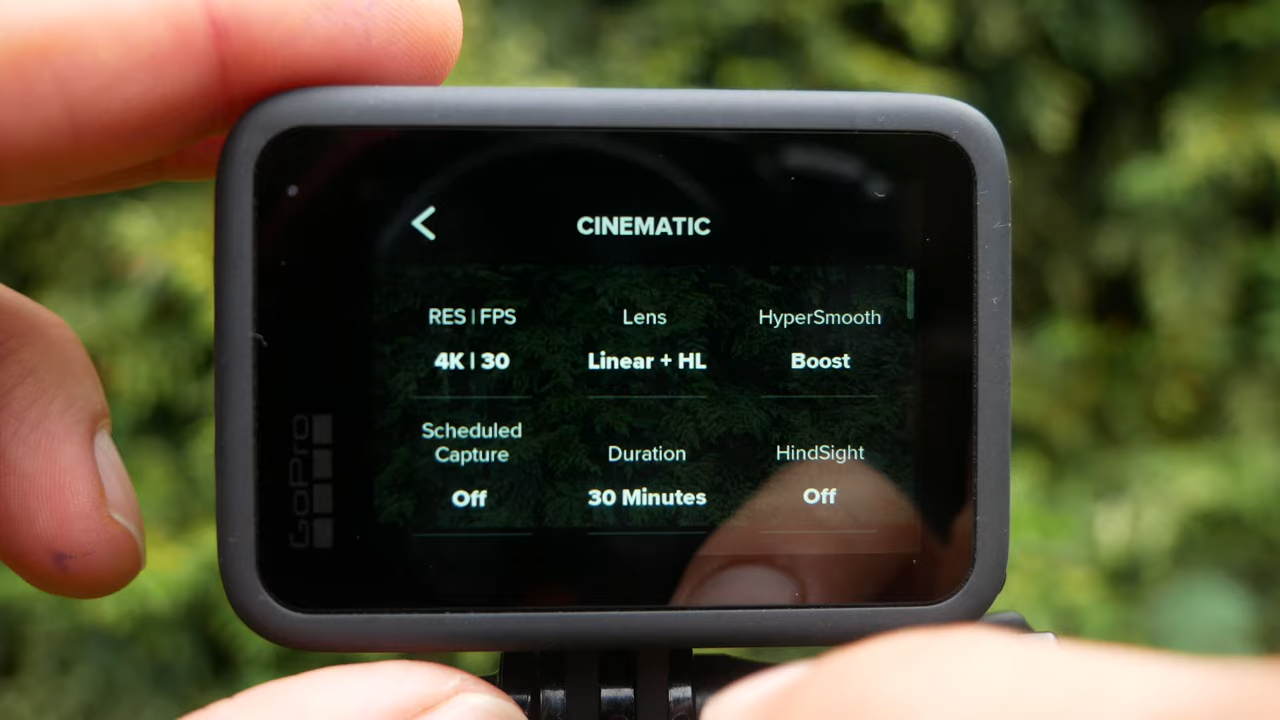 CINEMATIC
RES | FPS
Lens
HyperSmooth
4K | 30
Linear + HL
Boost
Scheduled
Capture
Duration
HindSight
Off
30 Minutes
Off
GoPro